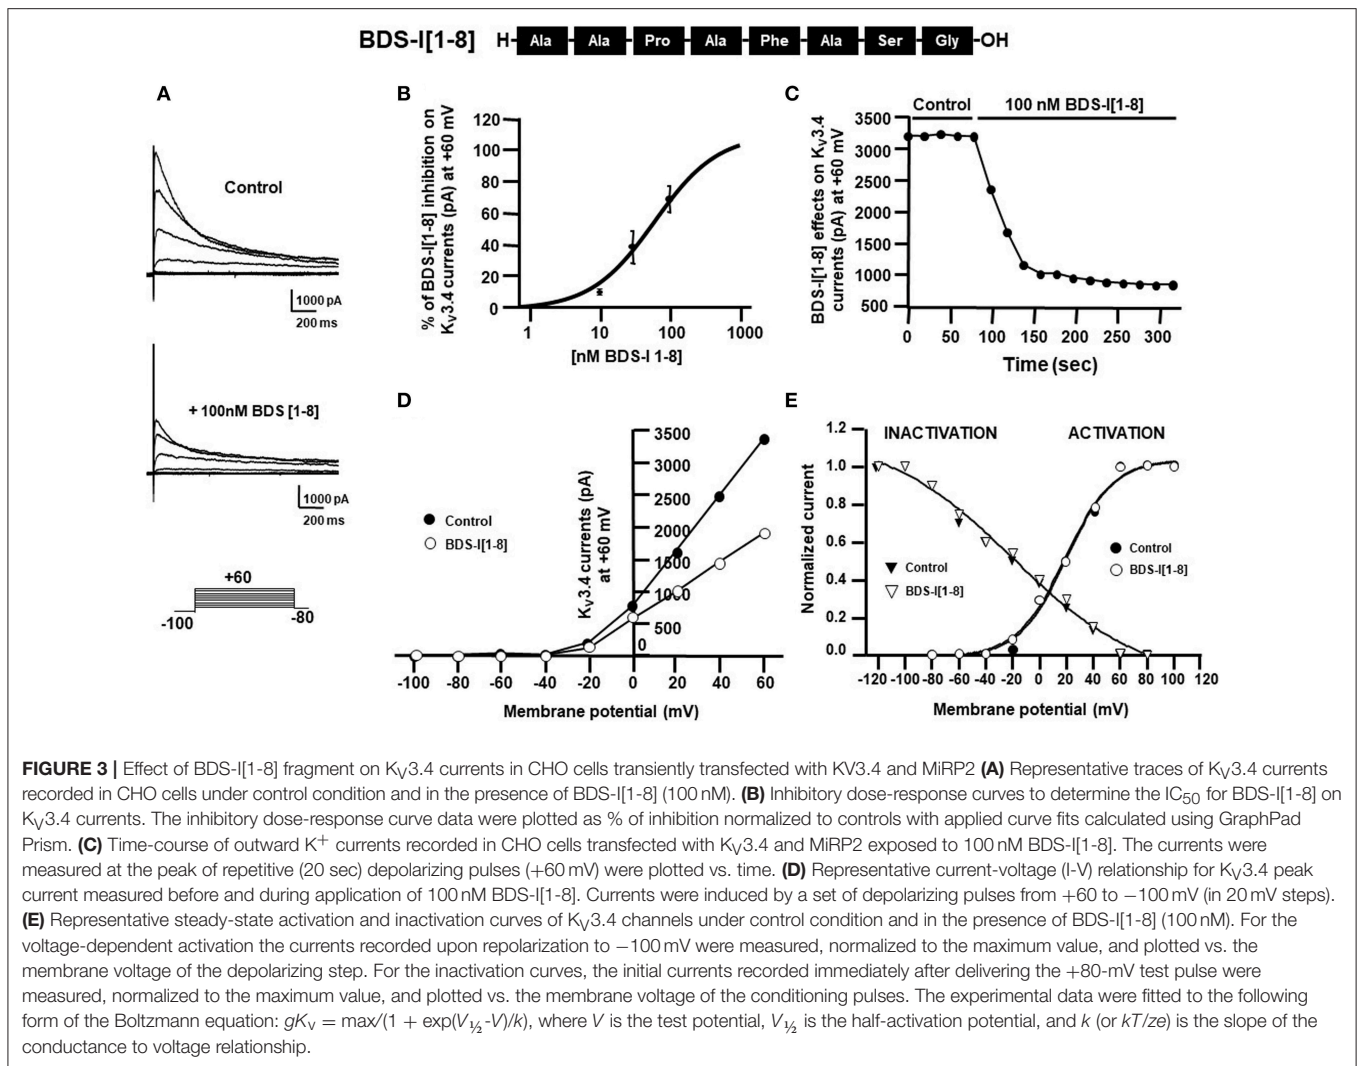 BDS-I[1-8] H-Ala Ala Pro Ala Phe Ala Ser Gly-OH
A
Control
1000 pA
200 ms
+ 100nM BDS [1-8]
1000 pA
200 ms
+60
-100
-80
B
% of BDS-I[1-8] inhibition on
KV3.4 currents (pA) at +60 mV
120
100
80
60
40
20
0
1 10 100 1000
[nM BDS-I 1-8]
C
Control 100 nM BDS-I[1-8]
BDS-I[1-8] effects on KV3.4
currents (pA) at +60 mV
3500
3000
2500
2000
1500
1000
500
0 50 100 150 200 250 300
Time (sec)
D
Control
BDS-I[1-8]
KV3.4 currents (pA)
at +60 mV
3500
3000
2500
2000
1500
1000
500
0
-100 -80 -60 -40 -20 0 20 40 60
Membrane potential (mV)
E
INACTIVATION ACTIVATION
Normalized current
1.2
1.0
0.8
0.6
0.4
0.2
0.0
Control
BDS-I[1-8]
Control
BDS-I[1-8]
-120 -100 -80 -60 -40 -20 0 20 40 60 80 100 120
Membrane potential (mV)
FIGURE 3 | Effect of BDS-I[1-8] fragment on KV3.4 currents in CHO cells transiently transfected with KV3.4 and MiRP2 (A) Representative traces of KV3.4 currents
recorded in CHO cells under control condition and in the presence of BDS-I[1-8] (100 nM). (B) Inhibitory dose-response curves to determine the IC50 for BDS-I[1-8] on
KV3.4 currents. The inhibitory dose-response curve data were plotted as % of inhibition normalized to controls with applied curve fits calculated using GraphPad
Prism. (C) Time-course of outward K+ currents recorded in CHO cells transfected with KV3.4 and MiRP2 exposed to 100 nM BDS-I[1-8]. The currents were
measured at the peak of repetitive (20 sec) depolarizing pulses (+60 mV) were plotted vs. time. (D) Representative current-voltage (I-V) relationship for KV3.4 peak
current measured before and during application of 100 nM BDS-I[1-8]. Currents were induced by a set of depolarizing pulses from +60 to −100 mV (in 20 mV steps).
(E) Representative steady-state activation and inactivation curves of KV3.4 channels under control condition and in the presence of BDS-I[1-8] (100 nM). For the
voltage-dependent activation the currents recorded upon repolarization to −100 mV were measured, normalized to the maximum value, and plotted vs. the
membrane voltage of the depolarizing step. For the inactivation curves, the initial currents recorded immediately after delivering the +80-mV test pulse were
measured, normalized to the maximum value, and plotted vs. the membrane voltage of the conditioning pulses. The experimental data were fitted to the following
form of the Boltzmann equation: gKV = max/(1 + exp(V½-V)/k), where V is the test potential, V½ is the half-activation potential, and k (or kT/ze) is the slope of the
conductance to voltage relationship.